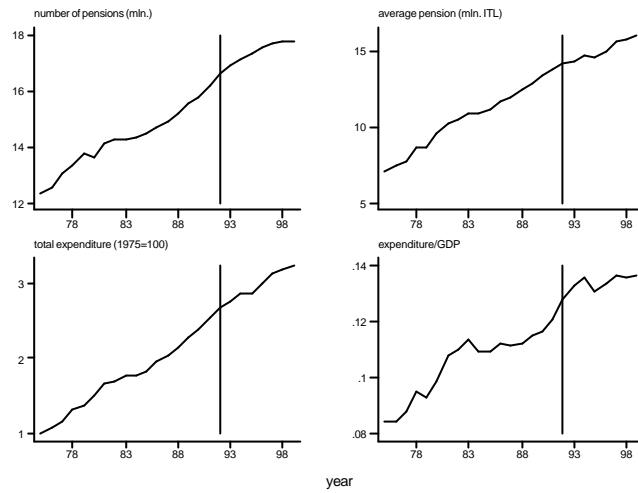 number of pensions (mln.)
18
16
14
12
78 83 88 93 98
average pension (mln. ITL)
15
10
5
78 83 88 93 98
total expenditure (1975=100)
3
2
1
78 83 88 93 98
expenditure/GDP
.14
.12
.1
.08
78 83 88 93 98
year